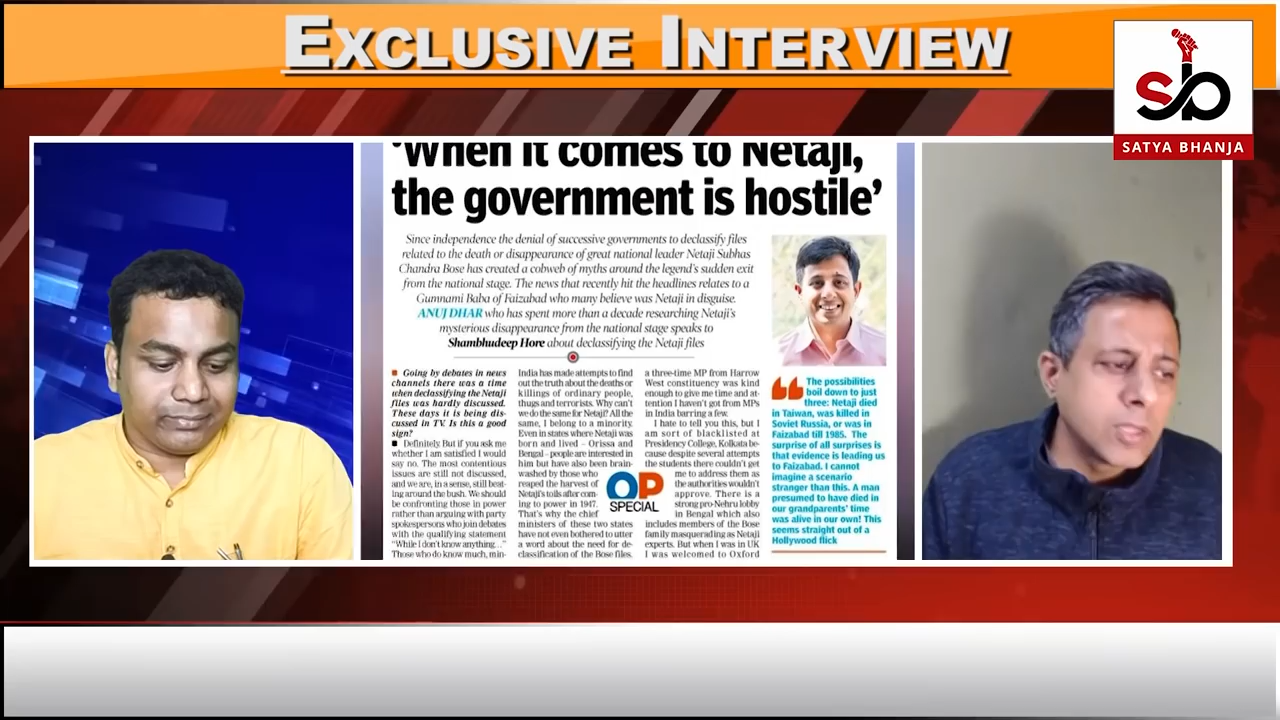 EXCLUSIVE INTERVIEW
sb
SATYA BHANJA
'When it comes to Netaji,
the government is hostile'
Since independence the denial of successive governments to declassify files
related to the death or disappearance of great national leader Netaji Subhas
Chandra Bose has created a cobweb of myths around the legend's sudden exit
from the national stage. The news that recently hit the headlines relates to a
Gumnami Baba of Faizabad who many believe was Netaji in disguise.
ANUJ DHAR who has spent more than a decade researching Netaji's
mysterious disappearance from the national stage speaks to
Shambhudeep Hore about declassifying the Netaji files
Going by debates in news
channels there was a time
when declassifying the Netaji
files was hardly discussed.
These days it is being dis-
cussed in TV. Is this a good
sign?
Definitely. But if you ask me
whether I am satisfied I would
say no. The most contentious
issues are still not discussed,
and we are, in a sense, still beat-
ing around the bush. We should
be confronting those in power
rather than arguing with party
spokespersons who join debates
with the qualifying statement
"While I don't know anything..."
Those who do know much, min-
India has made attempts to find
out the truth about the deaths or
killings of ordinary people,
thugs and terrorists. Why can't
we do the same for Netaji? All the
same, I belong to a minority.
Even in states where Netaji was
born and lived – Orissa and
Bengal – people are interested in
him but have also been brain-
washed by those who
reaped the harvest of
Netaji's toils after com-
ing to power in 1947.
That's why the chief
ministers of these two states
have not even bothered to utter
a word about the need for de-
classification of the Bose files.
OP
SPECIAL
a three-time MP from Harrow
West constituency was kind
enough to give me time and at-
tention I haven't got from MPs
in India barring a few.
I hate to tell you this, but I
am sort of blacklisted at
Presidency College, Kolkata be-
cause despite several attempts
the students there couldn't get
me to address them as
the authorities wouldn't
approve. There is a
strong pro-Nehru lobby
in Bengal which also
includes members of the Bose
family masquerading as Netaji
experts. But when I was in UK
I was welcomed to Oxford
The possibilities
boil down to just
three: Netaji died
in Taiwan, was killed in
Soviet Russia, or was in
Faizabad till 1985. The
surprise of all surprises is
that evidence is leading us
to Faizabad. I cannot
imagine a scenario
stranger than this. A man
presumed to have died in
our grandparents' time
was alive in our own! This
seems straight out of a
Hollywood flick